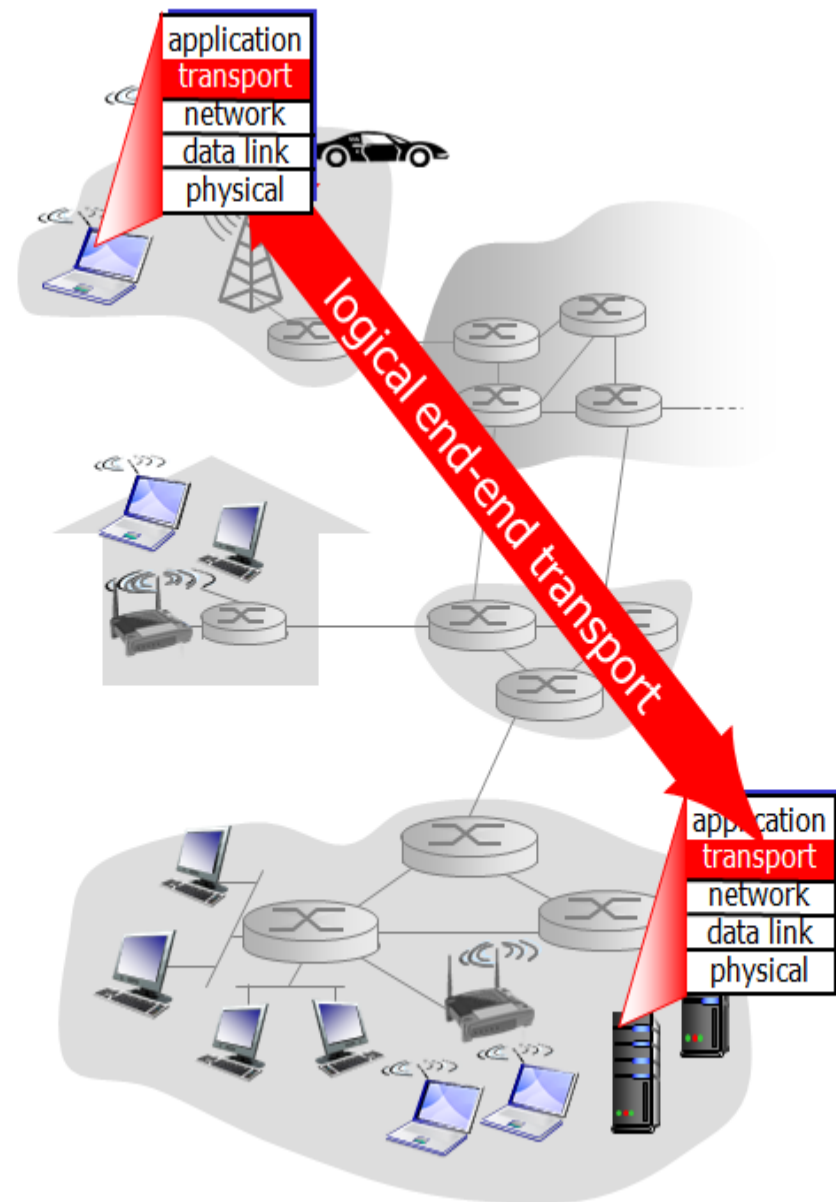 application
transport
network
data link
physical
logical end-end transport
application
transport
network
data link
physical